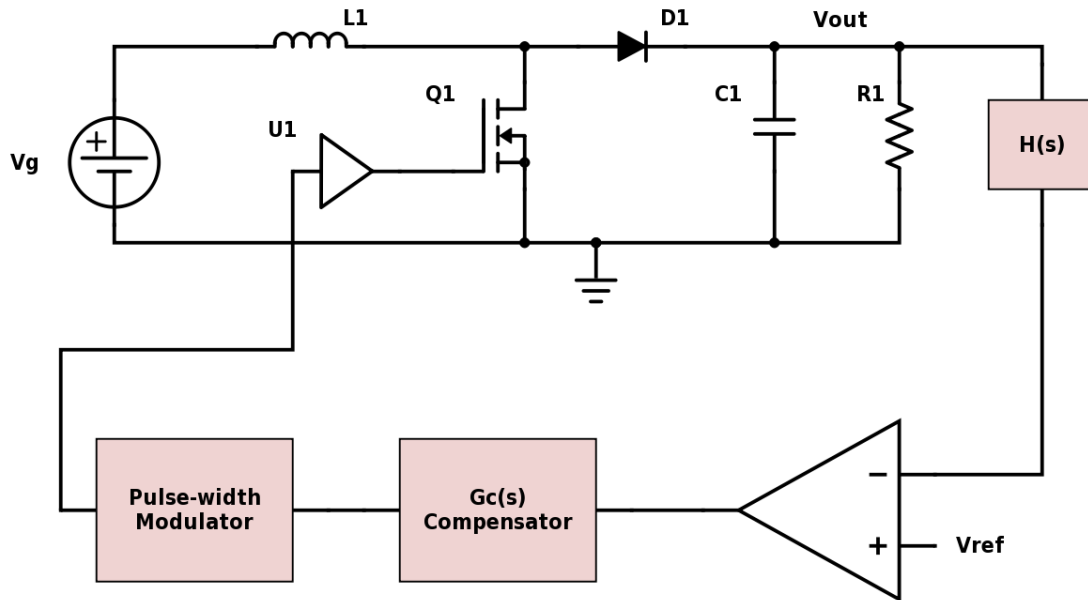 L1
D1
Vout
Q1
C1
R1
U1
H(s)
Vg
+
Pulse-width
Modulator
Gc(s)
Compensator
−
+
Vref